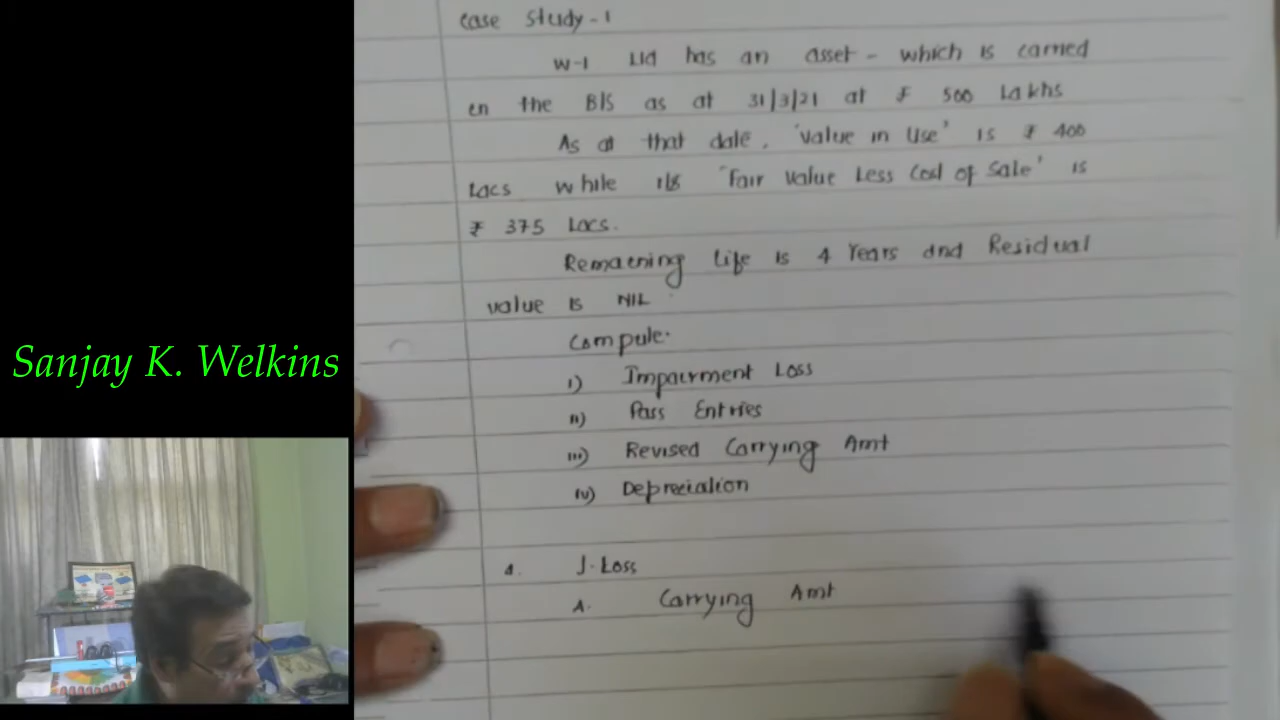 Case Study-1
W-1 Ltd has an asset - which is carried
in the B/S as at 31/3/21 at ₹ 500 Lakhs
As at that date, 'Value in Use' is ₹ 400
Lacs while its 'Fair Value Less Cost of Sale' is
₹ 375 Lacs.
Remaining Life is 4 Years and Residual
value is NIL
Compute.
i) Impairment Loss
ii) Pass Entries
iii) Revised Carrying Amt
iv) Depreciation
1. I. Loss
A. Carrying Amt
Sanjay K. Welkins